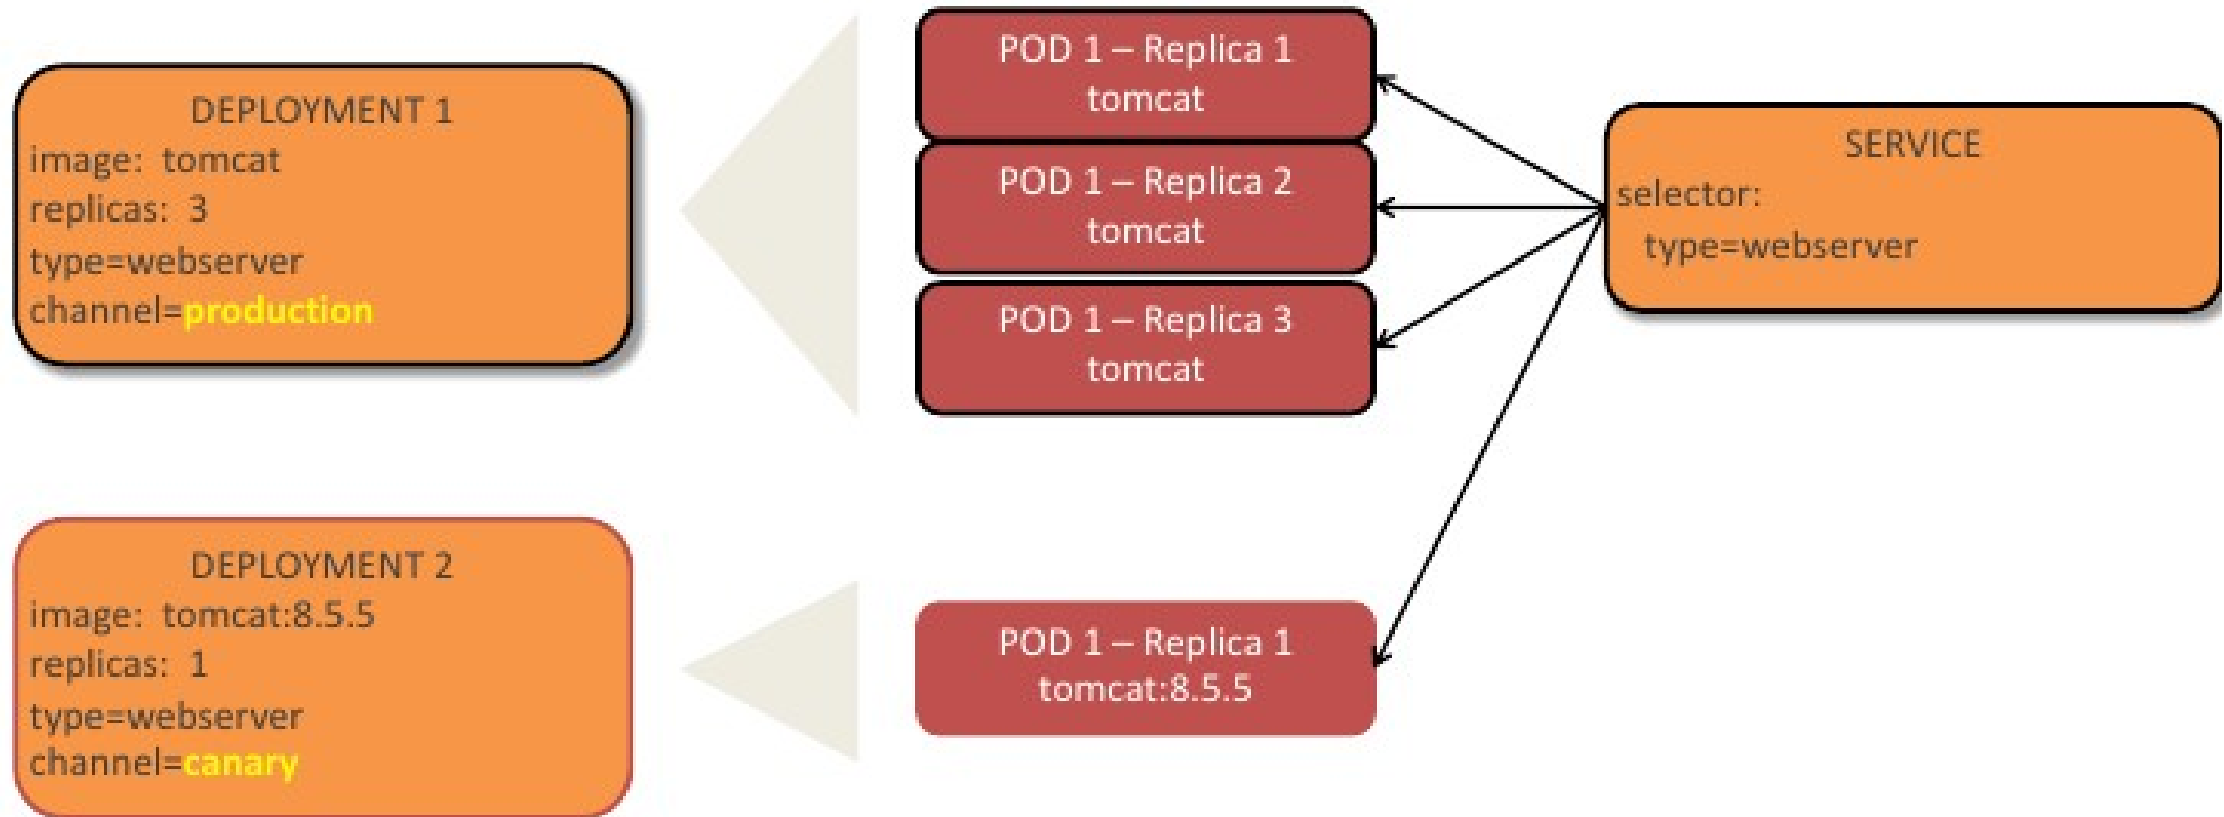 DEPLOYMENT 1
image: tomcat
replicas: 3
type=webserver
channel=production
POD 1 – Replica 1
tomcat
POD 1 – Replica 2
tomcat
POD 1 – Replica 3
tomcat
SERVICE
selector:
type=webserver
DEPLOYMENT 2
image: tomcat:8.5.5
replicas: 1
type=webserver
channel=canary
POD 1 – Replica 1
tomcat:8.5.5